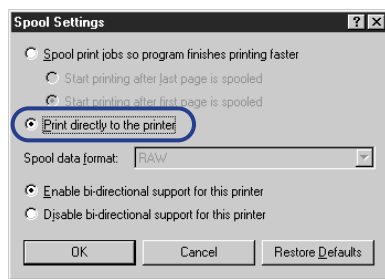 Spool Settings
Spool print jobs so program finishes printing faster
Start printing after last page is spooled
Start printing after first page is spooled
Print directly to the printer
Spool data format: RAW
Enable bi-directional support for this printer
Disable bi-directional support for this printer
OK Cancel Restore Defaults